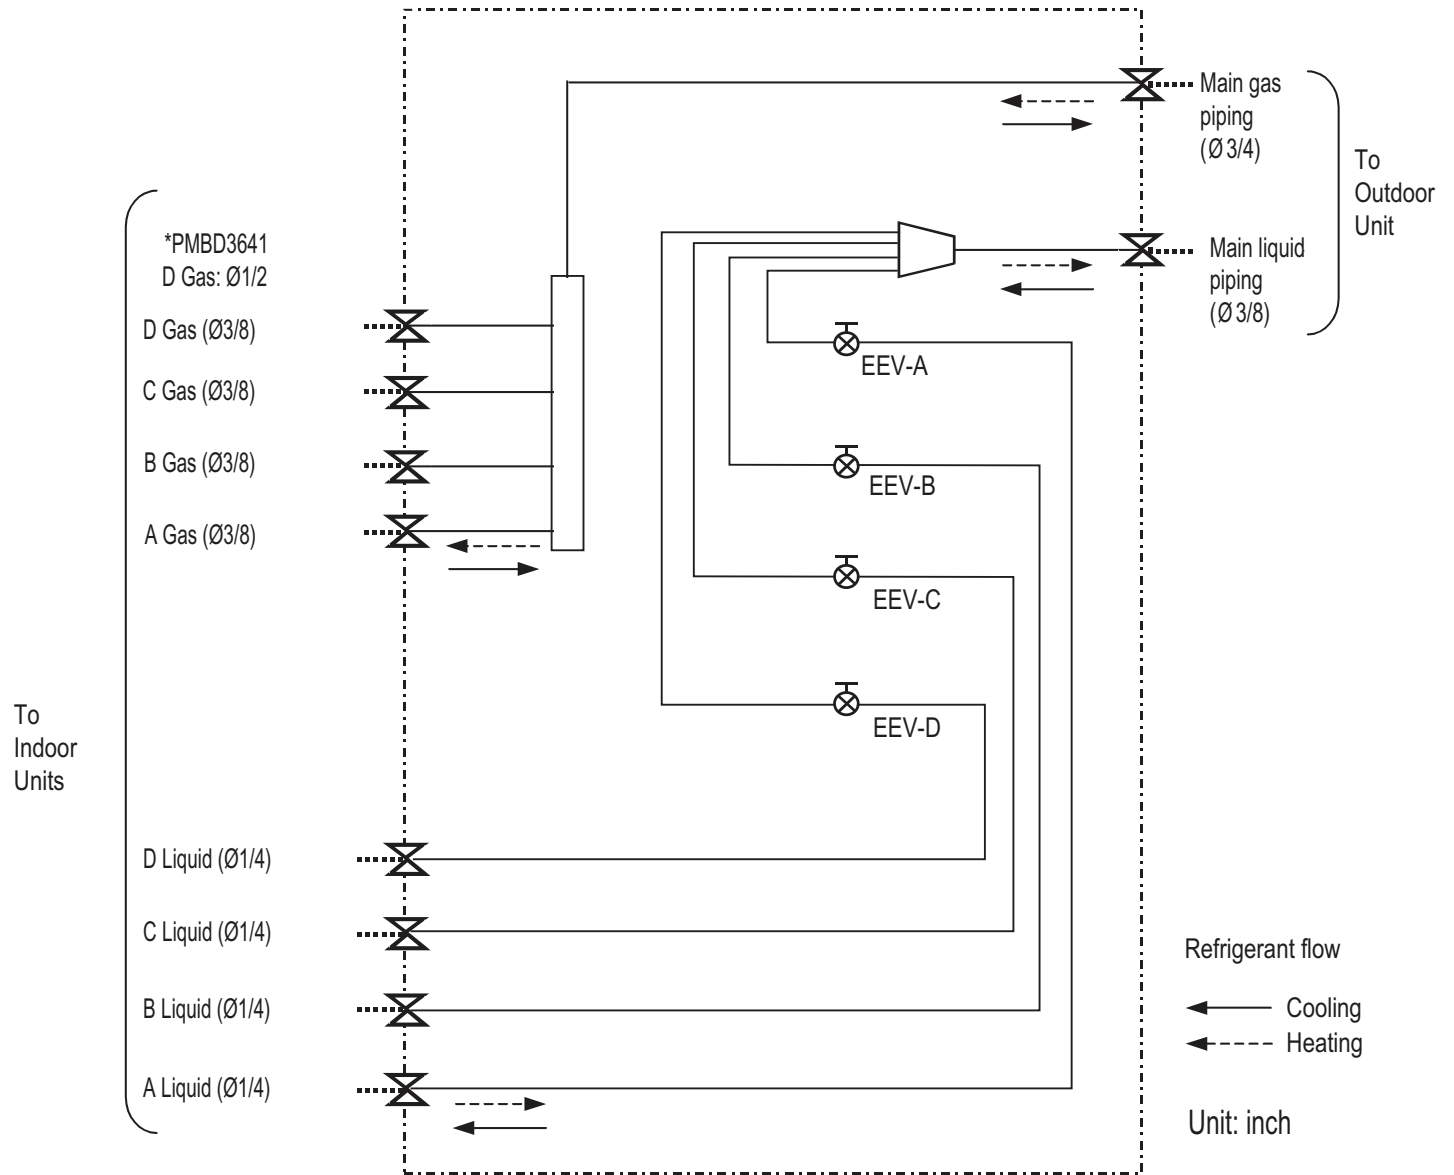 Main gas
piping
(Ø 3/4)
To
Outdoor
Unit
*PMBD3641
D Gas: Ø1/2
Main liquid
piping
(Ø 3/8)
D Gas (Ø3/8)
EEV-A
C Gas (Ø3/8)
B Gas (Ø3/8)
EEV-B
A Gas (Ø3/8)
EEV-C
To
Indoor
Units
EEV-D
D Liquid (Ø1/4)
C Liquid (Ø1/4)
B Liquid (Ø1/4)
A Liquid (Ø1/4)
Refrigerant flow
Cooling
Heating
Unit: inch